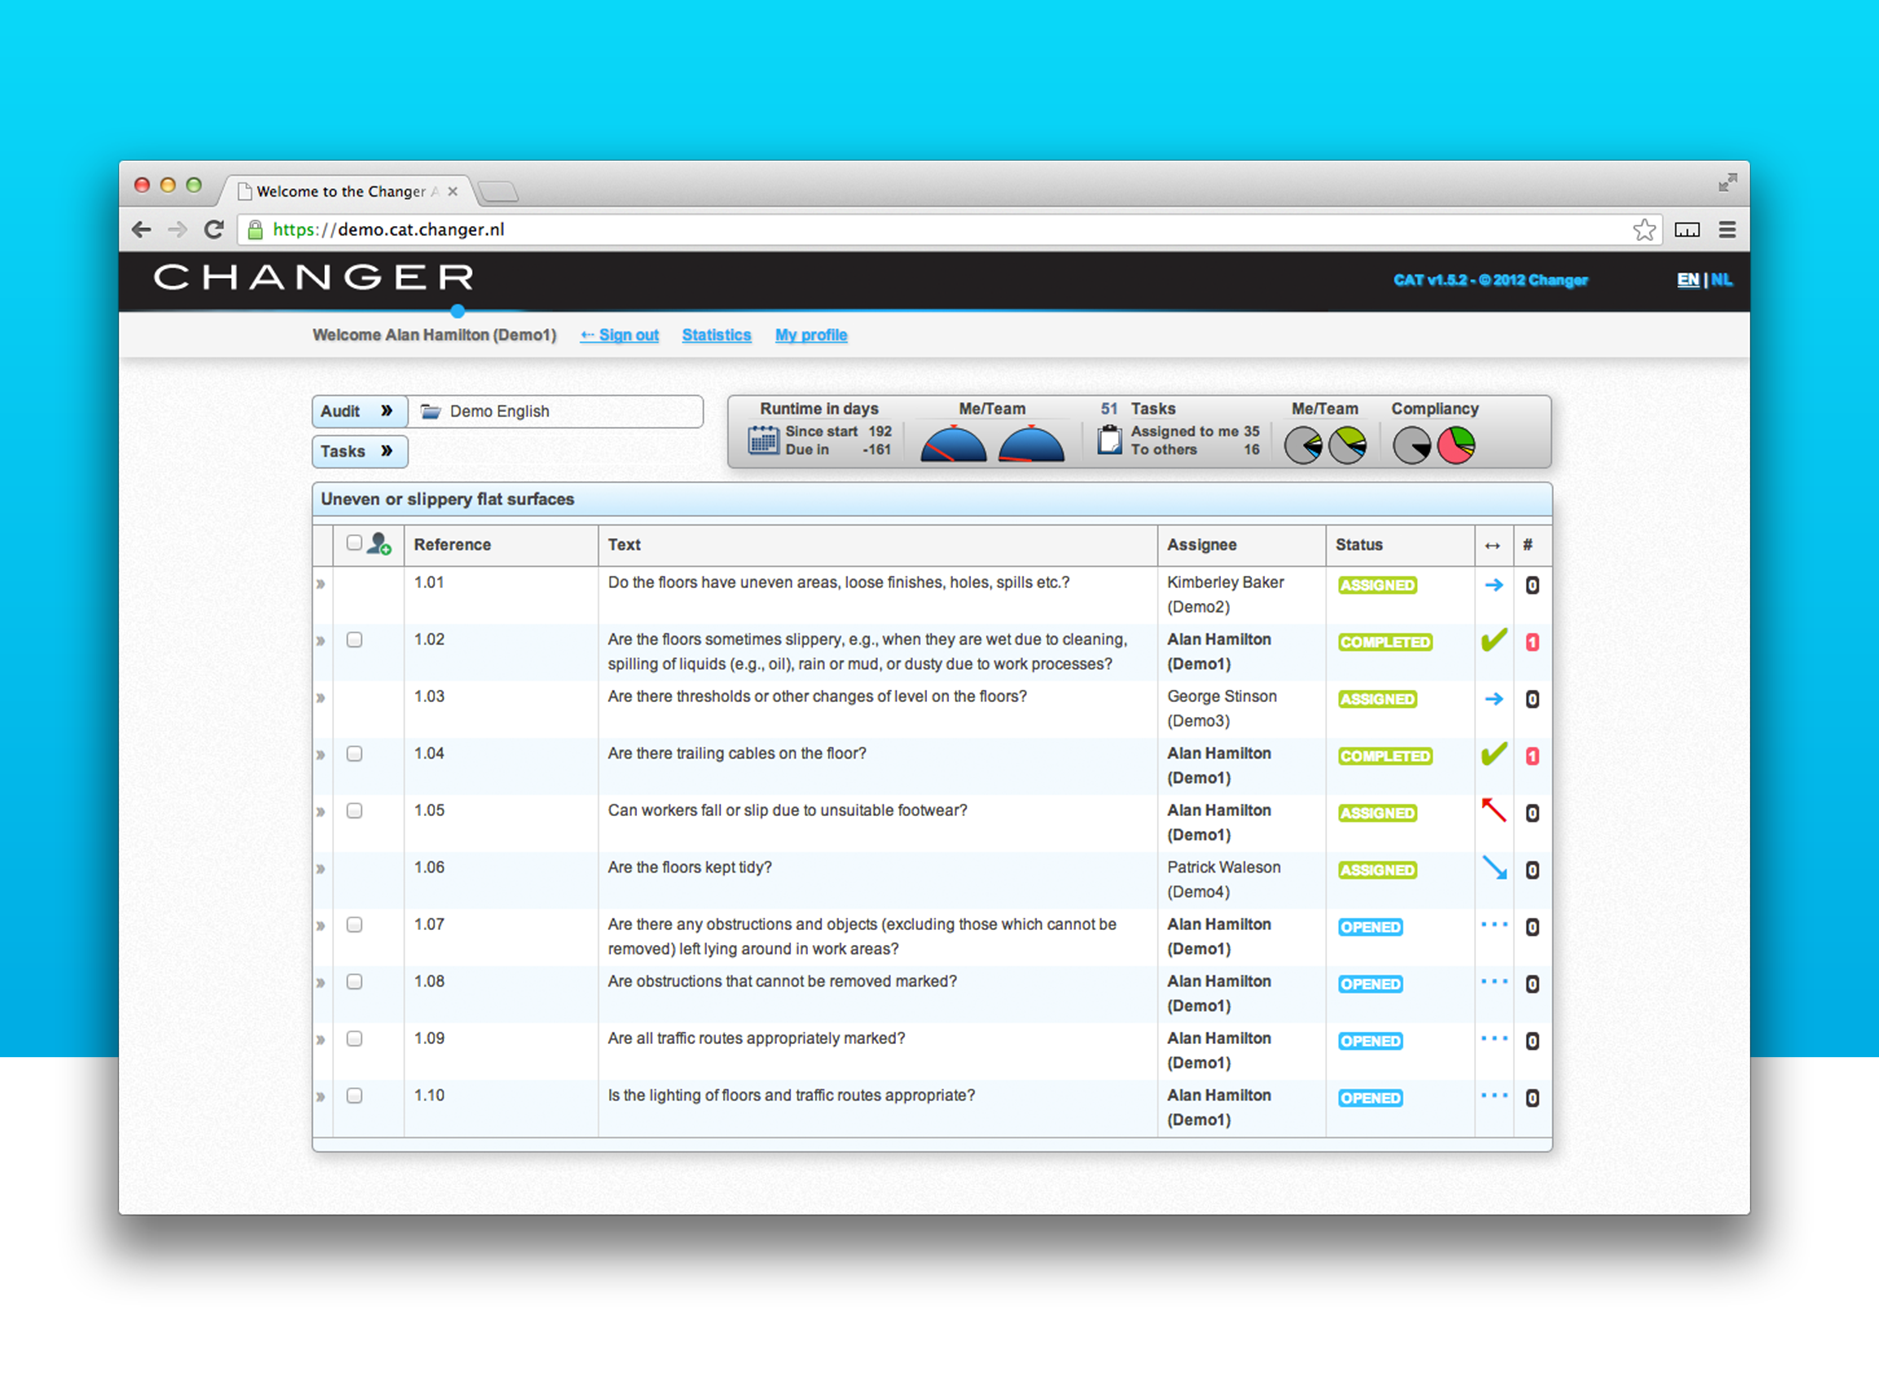 Welcome to the Changer A
https://demo.cat.changer.nl
CHANGER
CAT v1.5.2 - © 2012 Changer
EN | NL
Welcome Alan Hamilton (Demo1)
Sign out
Statistics
My profile
Audit »
Demo English
Tasks »
Runtime in days
Since start 192
Due in -161
Me/Team
51 Tasks
Assigned to me 35
To others 16
Me/Team
Compliancy
Uneven or slippery flat surfaces
Reference Text Assignee Status ↔ #
» 1.01 Do the floors have uneven areas, loose finishes, holes, spills etc.? Kimberley Baker ASSIGNED → 0
(Demo2)
» 1.02 Are the floors sometimes slippery, e.g., when they are wet due to cleaning, Alan Hamilton COMPLETED ✔ 1
spilling of liquids (e.g., oil), rain or mud, or dusty due to work processes? (Demo1)
» 1.03 Are there thresholds or other changes of level on the floors? George Stinson ASSIGNED → 0
(Demo3)
» 1.04 Are there trailing cables on the floor? Alan Hamilton COMPLETED ✔ 1
(Demo1)
» 1.05 Can workers fall or slip due to unsuitable footwear? Alan Hamilton ASSIGNED 0
(Demo1)
» 1.06 Are the floors kept tidy? Patrick Waleson ASSIGNED 0
(Demo4)
» 1.07 Are there any obstructions and objects (excluding those which cannot be Alan Hamilton OPENED ... 0
removed) left lying around in work areas? (Demo1)
» 1.08 Are obstructions that cannot be removed marked? Alan Hamilton OPENED ... 0
(Demo1)
» 1.09 Are all traffic routes appropriately marked? Alan Hamilton OPENED ... 0
(Demo1)
» 1.10 Is the lighting of floors and traffic routes appropriate? Alan Hamilton OPENED ... 0
(Demo1)